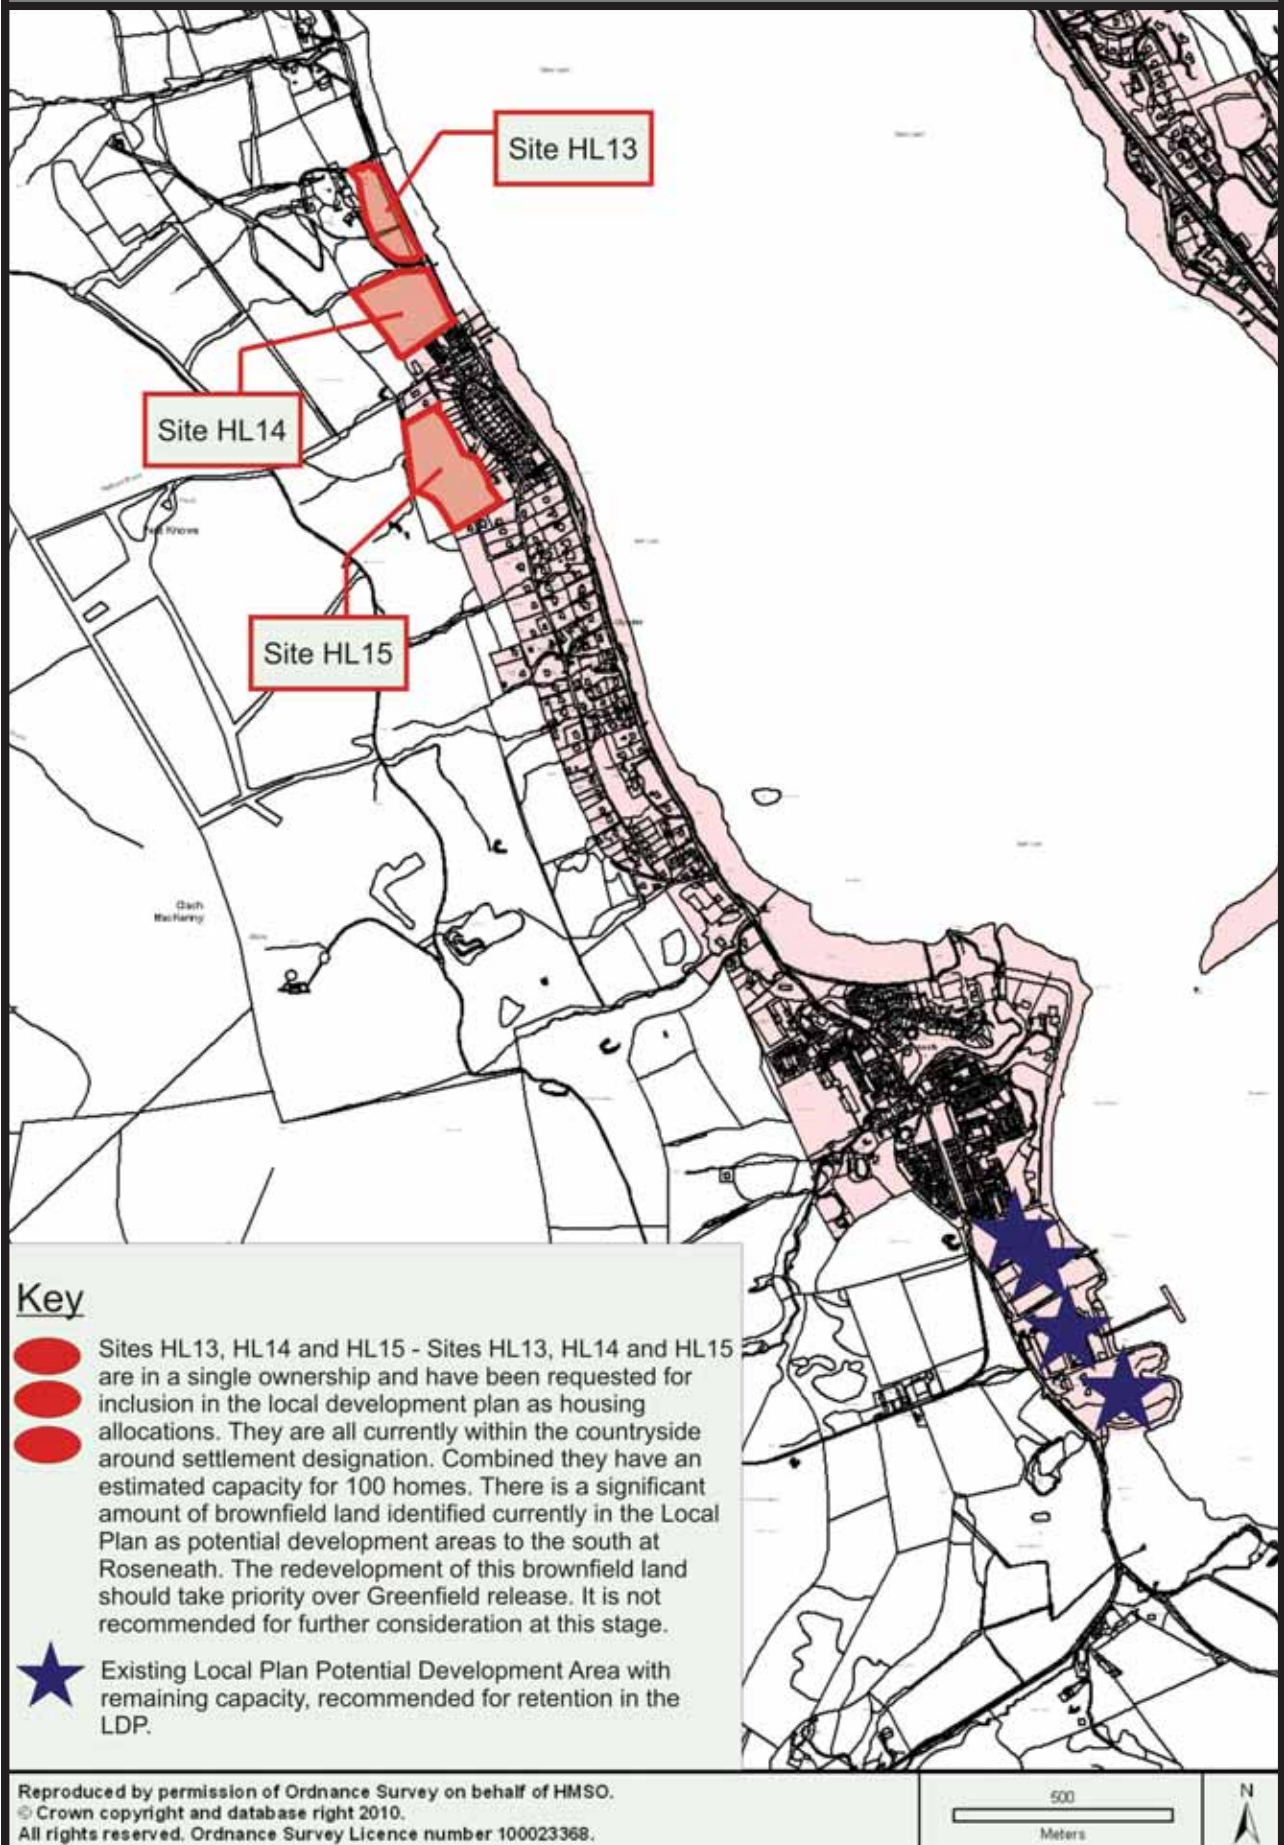 Site HL13
Site HL14
Site HL15
Clach
MacKenny
Key
Sites HL13, HL14 and HL15 - Sites HL13, HL14 and HL15
are in a single ownership and have been requested for
inclusion in the local development plan as housing
allocations. They are all currently within the countryside
around settlement designation. Combined they have an
estimated capacity for 100 homes. There is a significant
amount of brownfield land identified currently in the Local
Plan as potential development areas to the south at
Roseneath. The redevelopment of this brownfield land
should take priority over Greenfield release. It is not
recommended for further consideration at this stage.
Existing Local Plan Potential Development Area with
remaining capacity, recommended for retention in the
LDP.
Reproduced by permission of Ordnance Survey on behalf of HMSO.
© Crown copyright and database right 2010.
All rights reserved. Ordnance Survey Licence number 100023368.
500
Meters
N